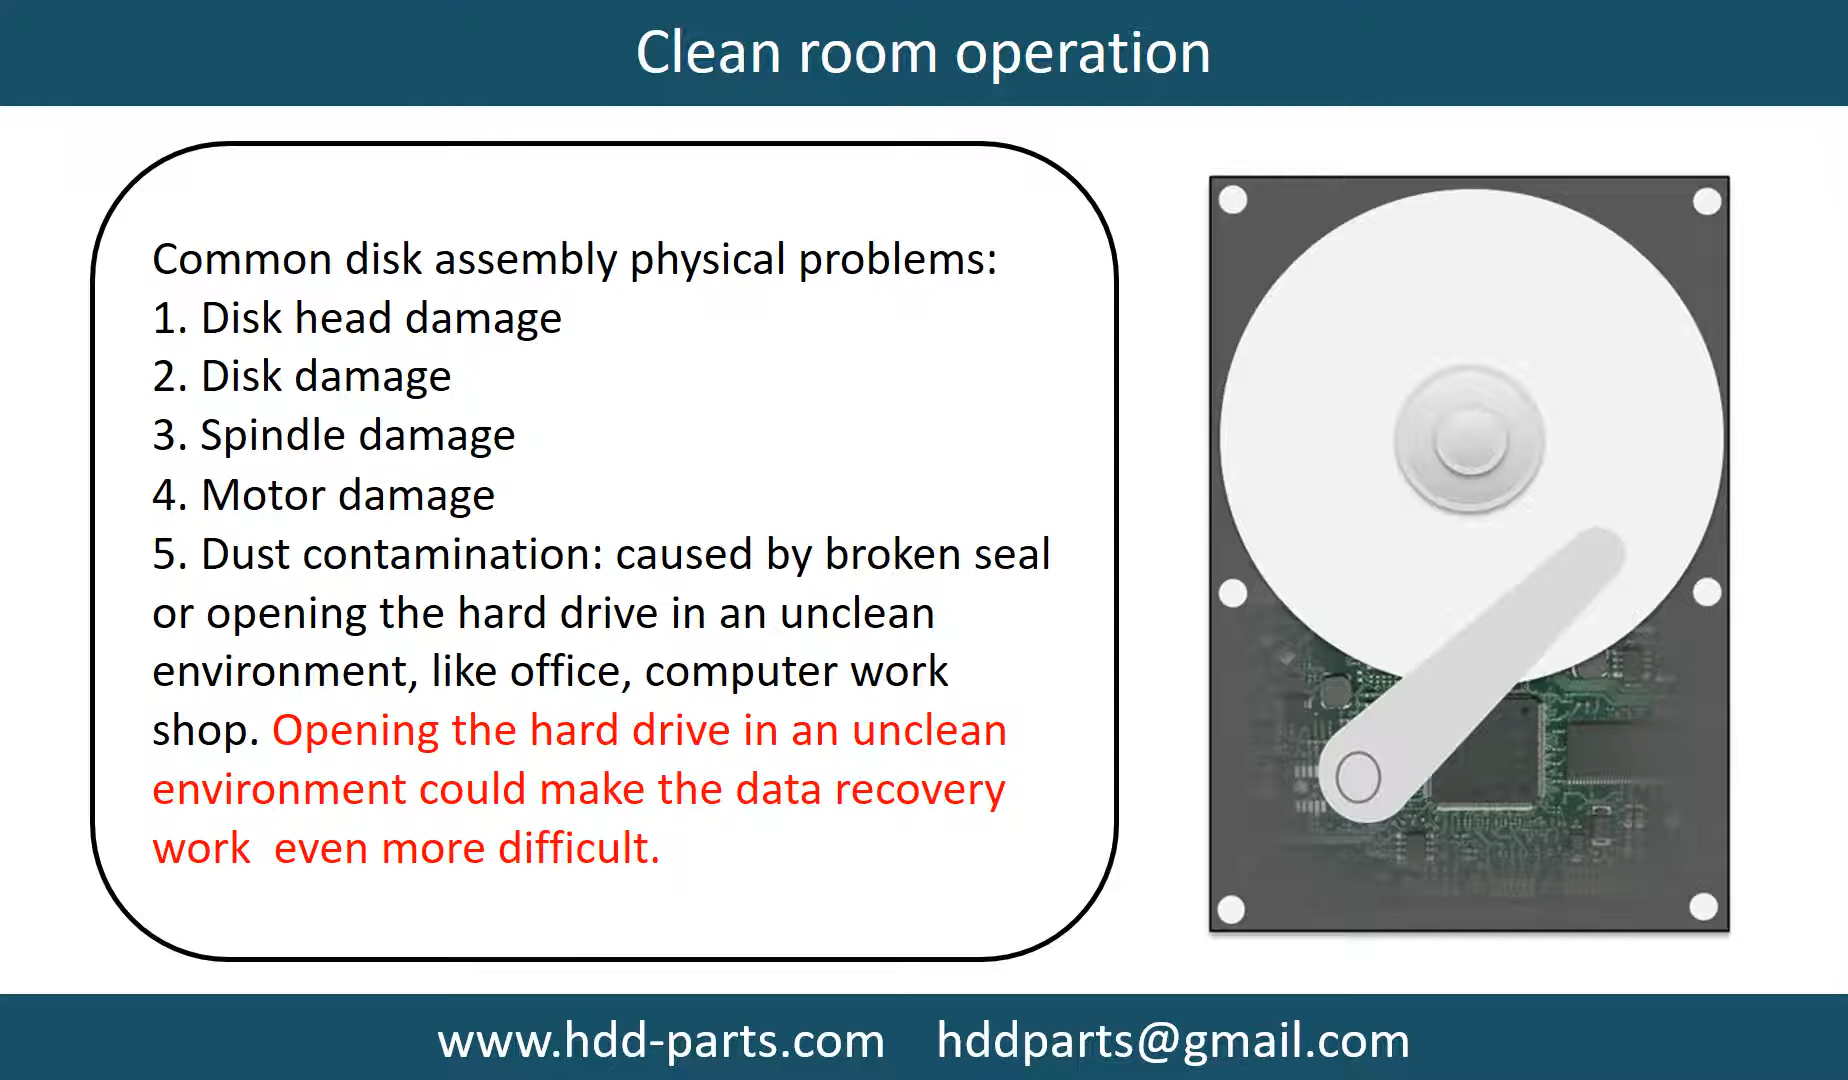 Clean room operation
Common disk assembly physical problems:
1. Disk head damage
2. Disk damage
3. Spindle damage
4. Motor damage
5. Dust contamination: caused by broken seal
or opening the hard drive in an unclean
environment, like office, computer work
shop. Opening the hard drive in an unclean
environment could make the data recovery
work  even more difficult.
www.hdd-parts.com    hddparts@gmail.com